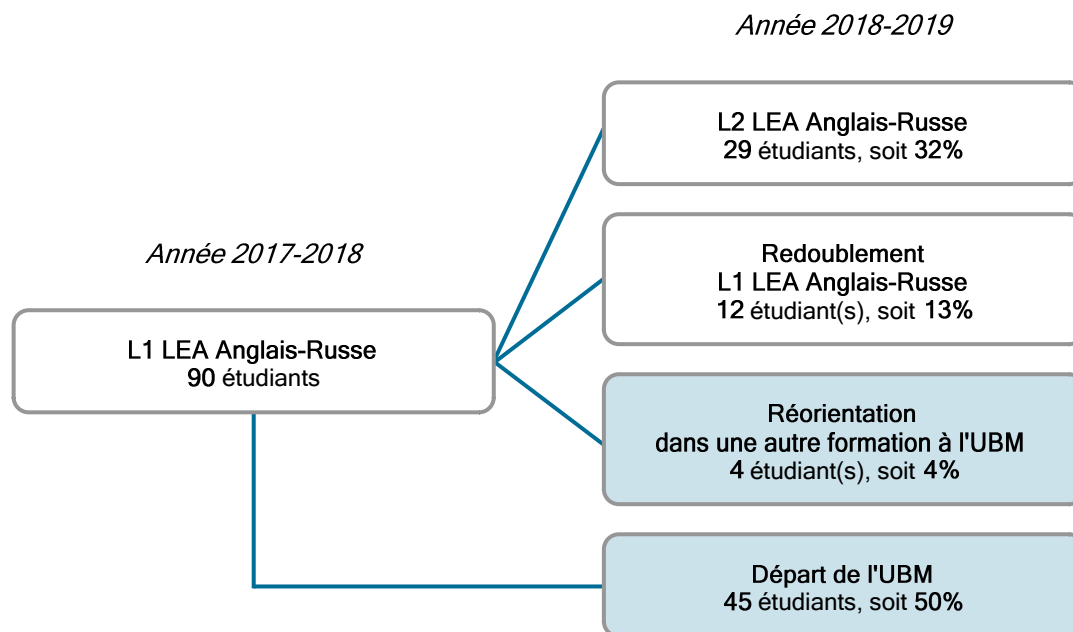 Année 2018-2019
L2 LEA Anglais-Russe
29 étudiants, soit 32%
Année 2017-2018
Redoublement
L1 LEA Anglais-Russe
12 étudiant(s), soit 13%
L1 LEA Anglais-Russe
90 étudiants
Réorientation
dans une autre formation à l'UBM
4 étudiant(s), soit 4%
Départ de l'UBM
45 étudiants, soit 50%